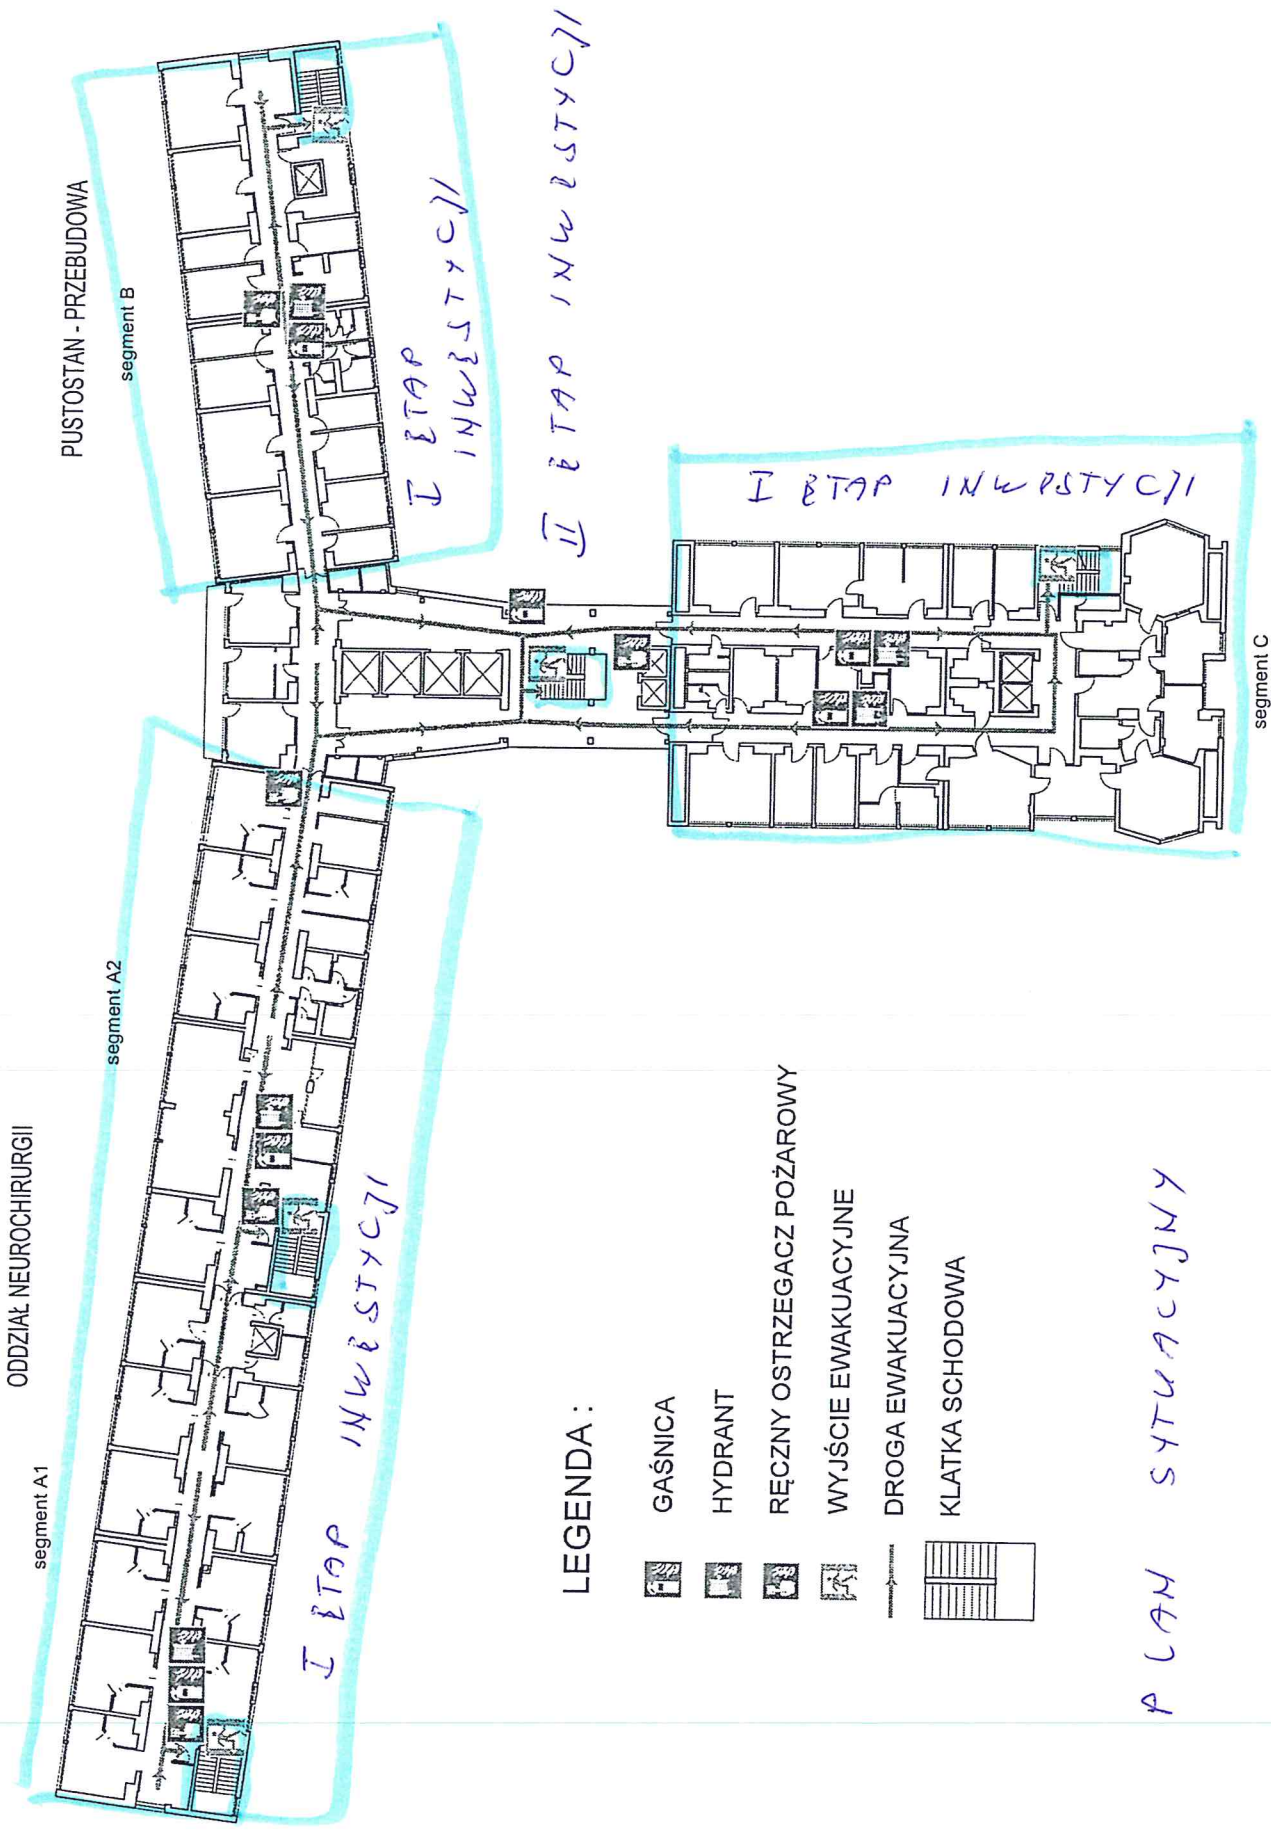 ODDZIAŁ NEUROCHIRURGII
segment A1
segment A2
PUSTOSTAN - PRZEBUDOWA
segment B
I ETAP INWESTYCJI
I ETAP
INWESTYCJI
II ETAP INWESTYCJI
I ETAP INWESTYCJI
segment C
LEGENDA :
GAŚNICA
HYDRANT
RĘCZNY OSTRZEGACZ POŻAROWY
WYJŚCIE EWAKUACYJNE
DROGA EWAKUACYJNA
KLATKA SCHODOWA
PLAN SYTUACYJNY